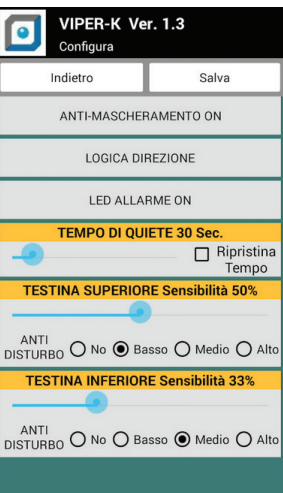 VIPER-K Ver. 1.3
Configura
Indietro Salva
ANTI-MASCHERAMENTO ON
LOGICA DIREZIONE
LED ALLARME ON
TEMPO DI QUIETE 30 Sec.
Ripristina
Tempo
TESTINA SUPERIORE Sensibilità 50%
ANTI
DISTURBO No Basso Medio Alto
TESTINA INFERIORE Sensibilità 33%
ANTI
DISTURBO No Basso Medio Alto